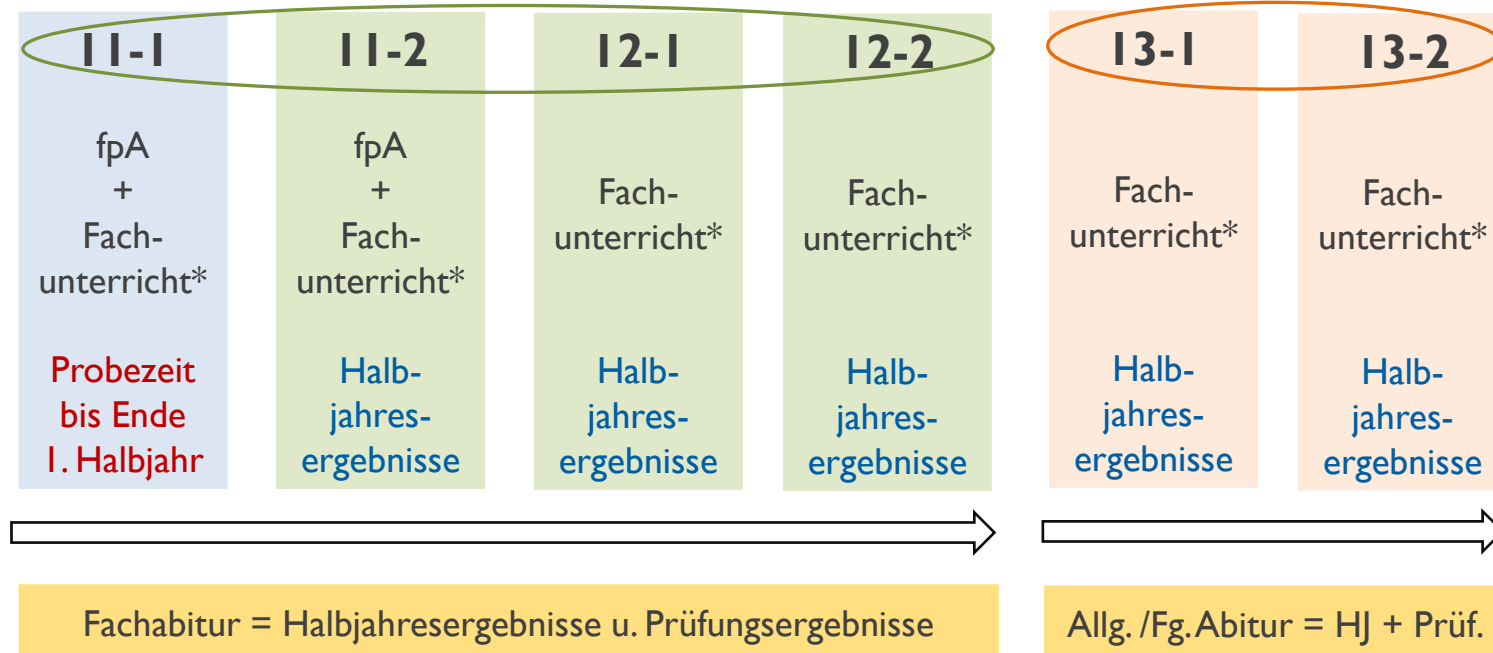 11-1
fpA
+
Fach-
unterricht*
Probezeit
bis Ende
1. Halbjahr
11-2
fpA
+
Fach-
unterricht*
Halb-
jahres-
ergebnisse
12-1
Fach-
unterricht*
Halb-
jahres-
ergebnisse
12-2
Fach-
unterricht*
Halb-
jahres-
ergebnisse
13-1
Fach-
unterricht*
Halb-
jahres-
ergebnisse
13-2
Fach-
unterricht*
Halb-
jahres-
ergebnisse
Fachabitur = Halbjahresergebnisse u. Prüfungsergebnisse
Allg. /Fg. Abitur = HJ + Prüf.